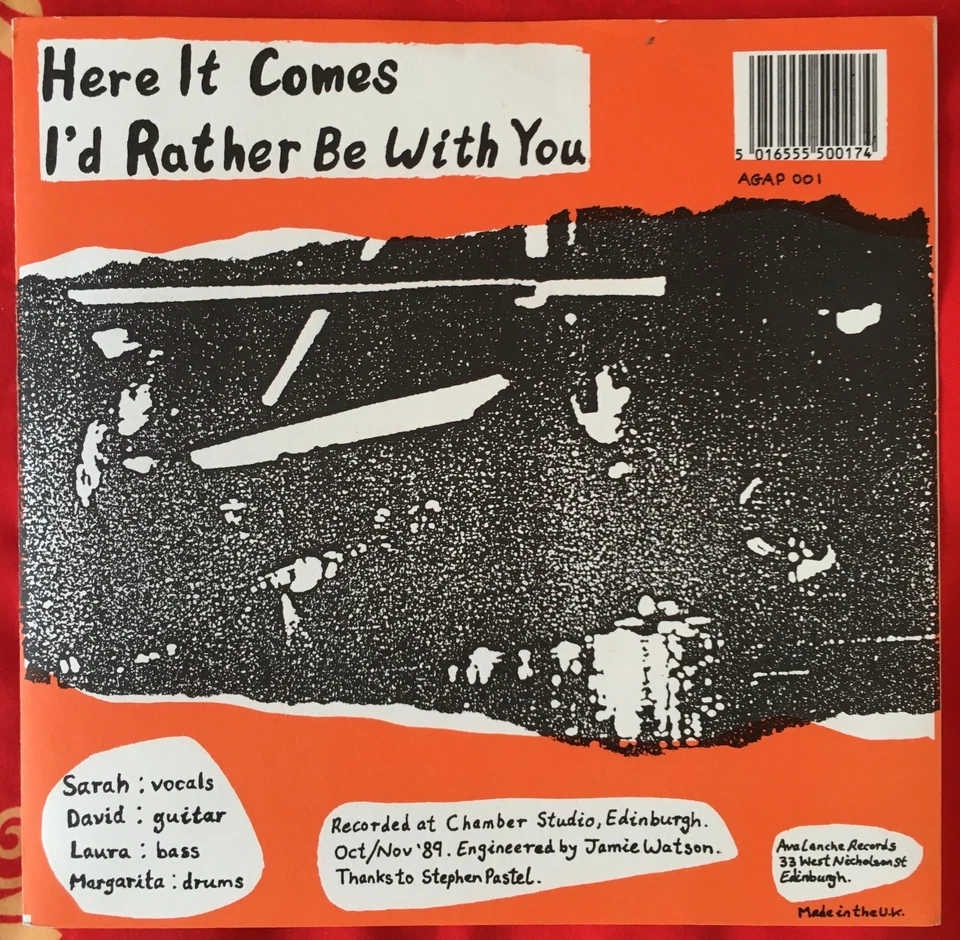 Here It Comes
I'd Rather Be With You
5 016555 500174
AGAP 001
Sarah : vocals
David : guitar
Laura : bass
Margarita : drums
Recorded at Chamber Studio, Edinburgh.
Oct/Nov '89. Engineered by Jamie Watson.
Thanks to Stephen Pastel.
Avalanche Records
33 West Nicholson St
Edinburgh.
Made in the U.K.